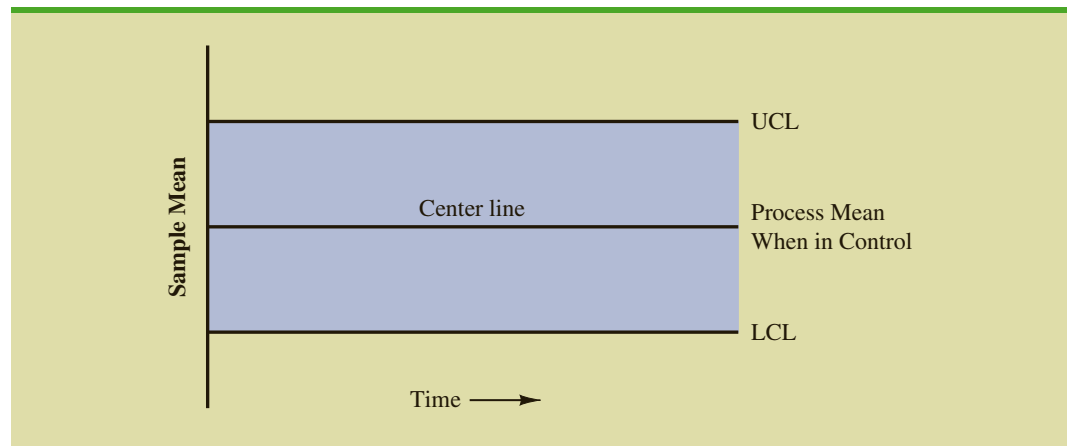 UCL
Sample Mean
Center line
Process Mean
When in Control
LCL
Time